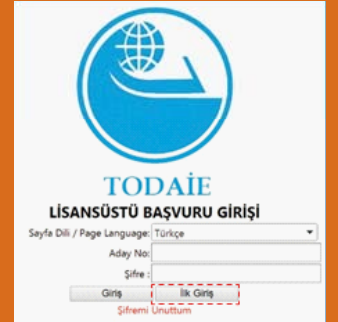 TODAİE
LİSANSÜSTÜ BAŞVURU GİRİŞİ
Sayfa Dili / Page Language: Türkçe
Aday No:
Şifre :
Giriş İlk Giriş
Şifremi Unuttum